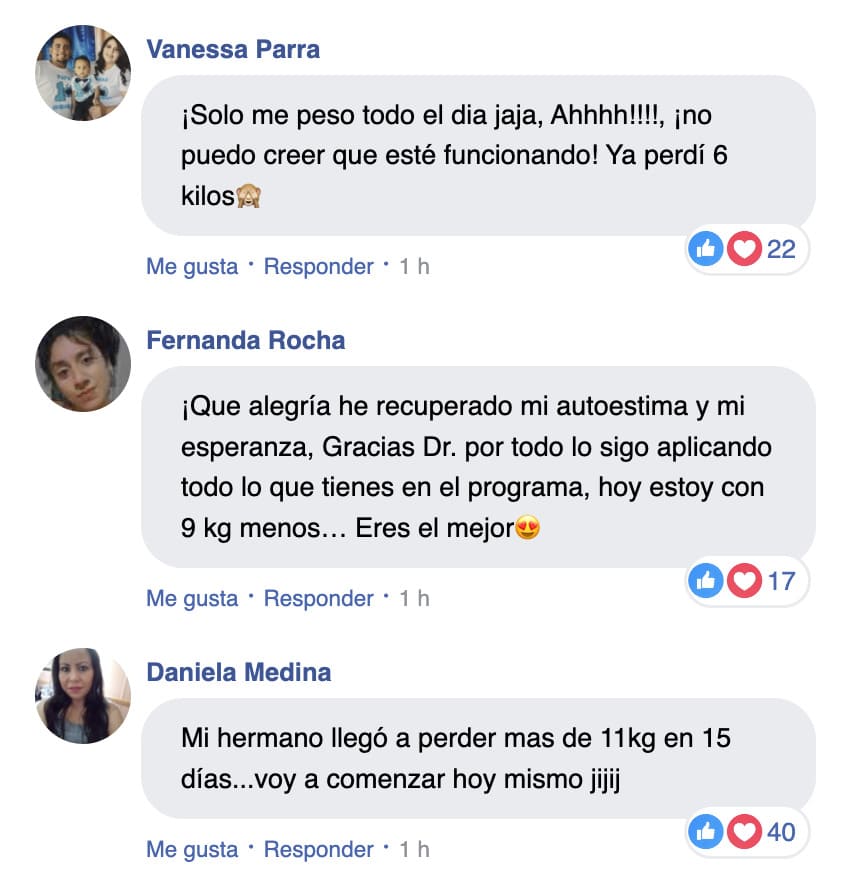 Vanessa Parra
¡Solo me peso todo el dia jaja, Ahhhh!!!!, ¡no
puedo creer que esté funcionando! Ya perdí 6
kilos🙈
22
Me gusta · Responder · 1 h
Fernanda Rocha
¡Que alegría he recuperado mi autoestima y mi
esperanza, Gracias Dr. por todo lo sigo aplicando
todo lo que tienes en el programa, hoy estoy con
9 kg menos… Eres el mejor😍
17
Me gusta · Responder · 1 h
Daniela Medina
Mi hermano llegó a perder mas de 11kg en 15
días...voy a comenzar hoy mismo jijij
40
Me gusta · Responder · 1 h